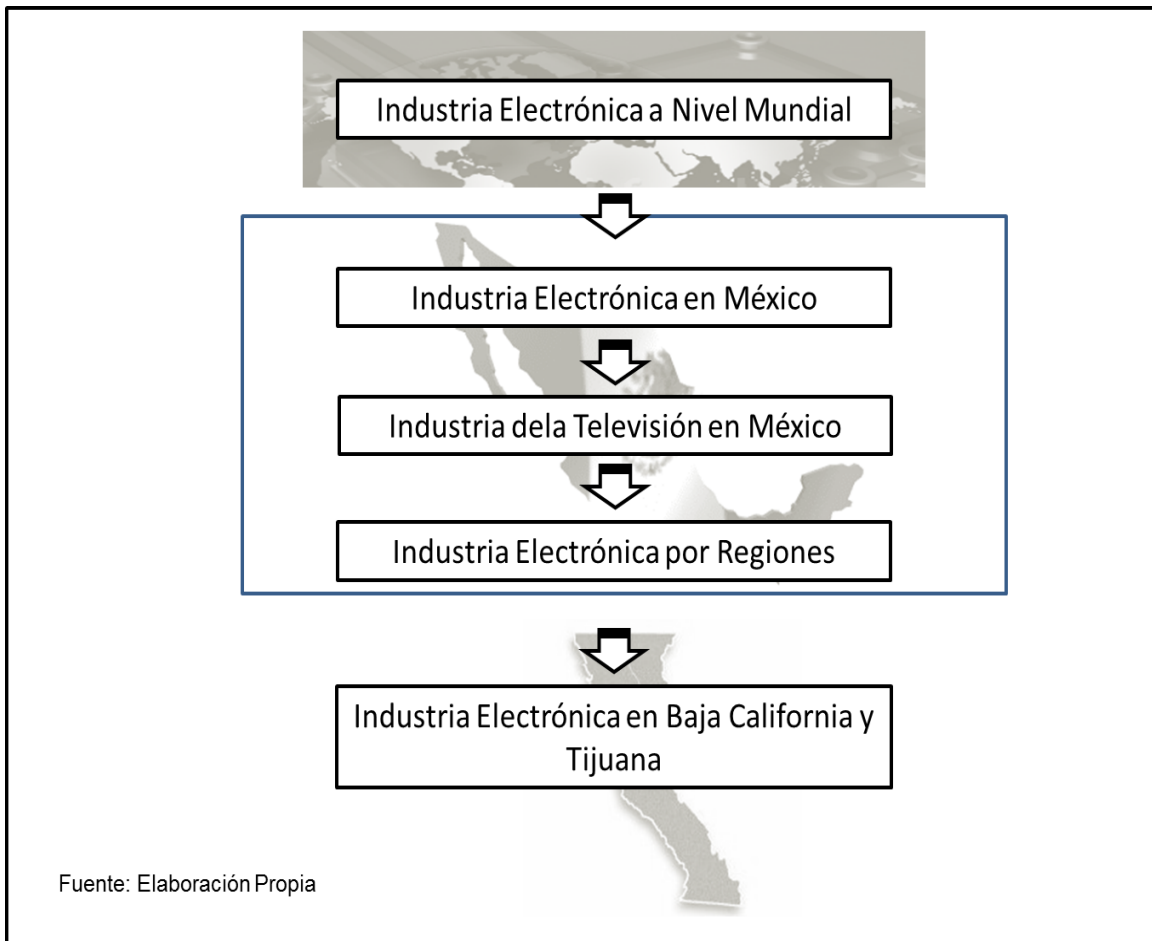 Industria Electrónica a Nivel Mundial
Industria Electrónica en México
Industria dela Televisión en México
Industria Electrónica por Regiones
Industria Electrónica en Baja California y
Tijuana
Fuente: Elaboración Propia